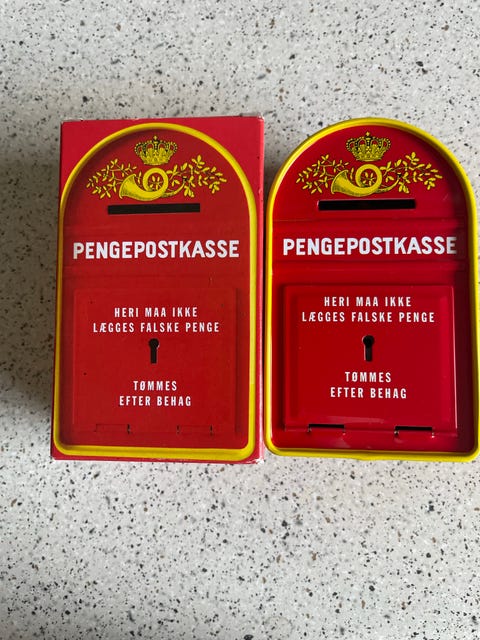 PENGEPOSTKASSE
HERI MAA IKKE
LÆGGES FALSKE PENGE
TØMMES
EFTER BEHAG
PENGEPOSTKASSE
HERI MAA IKKE
LÆGGES FALSKE PENGE
TØMMES
EFTER BEHAG